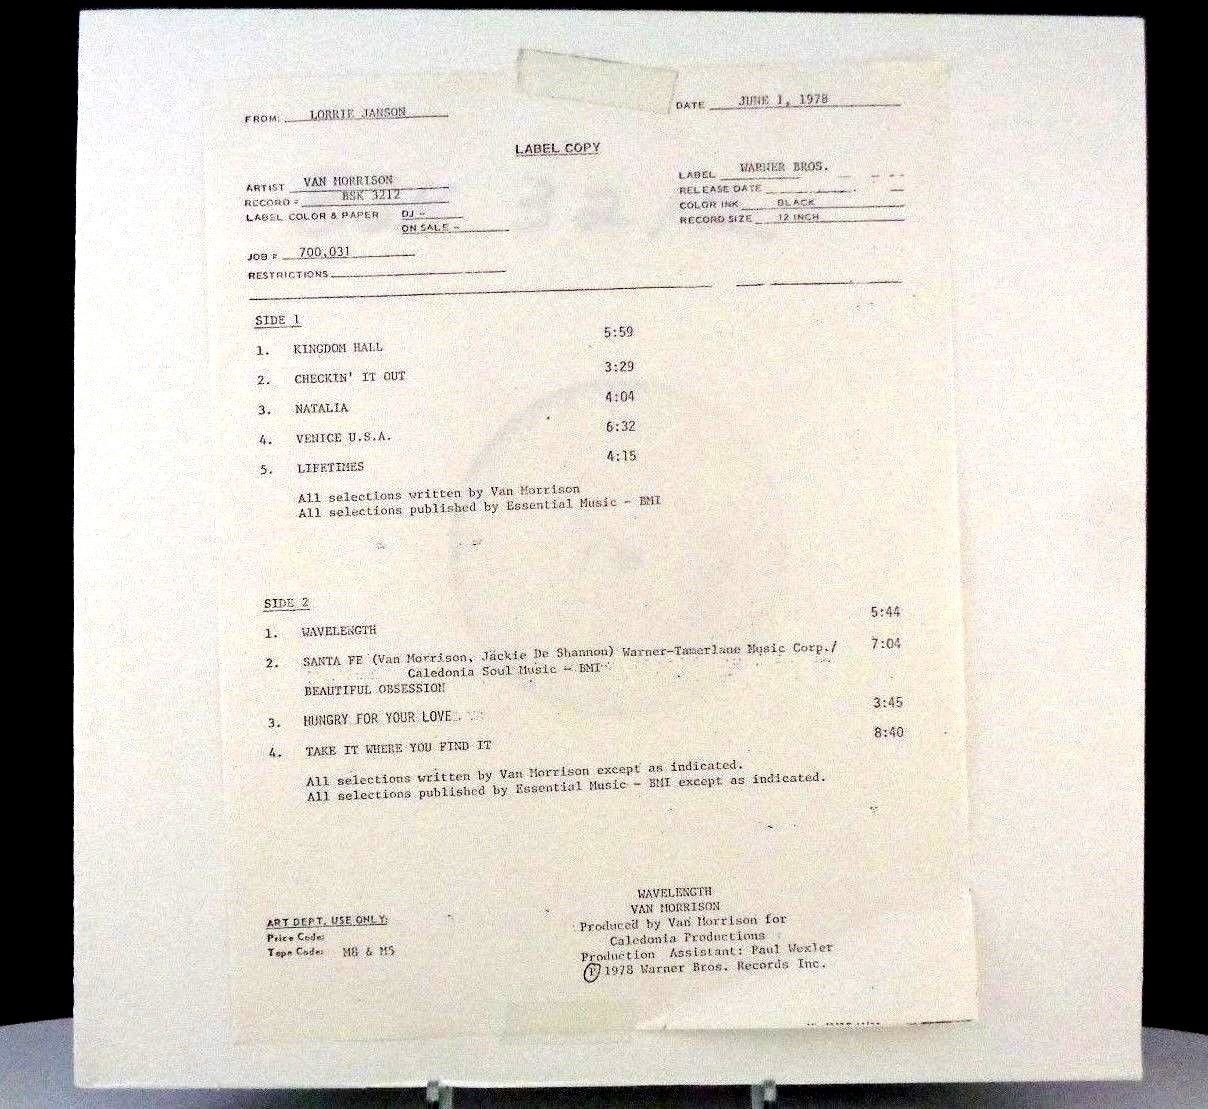 FROM: LORRIE JANSON
DATE JUNE 1, 1978
LABEL COPY
ARTIST VAN MORRISON
RECORD # BSK 3212
LABEL COLOR & PAPER DJ -
ON SALE -
LABEL WARNER BROS.
RELEASE DATE
COLOR INK BLACK
RECORD SIZE 12 INCH
JOB # 700,031
RESTRICTIONS
SIDE 1
1. KINGDOM HALL 5:59
2. CHECKIN' IT OUT 3:29
3. NATALIA 4:04
4. VENICE U.S.A. 6:32
5. LIFETIMES 4:15
All selections written by Van Morrison
All selections published by Essential Music - BMI
SIDE 2
1. WAVELENGTH 5:44
2. SANTA FE (Van Morrison, Jackie De Shannon) Warner-Tamerlane Music Corp./ 7:04
Caledonia Soul Music - BMI
BEAUTIFUL OBSESSION
3. HUNGRY FOR YOUR LOVE 3:45
4. TAKE IT WHERE YOU FIND IT 8:40
All selections written by Van Morrison except as indicated.
All selections published by Essential Music - BMI except as indicated.
ART DEPT. USE ONLY:
Price Code:
Tape Code: M8 & M5
WAVELENGTH
VAN MORRISON
Produced by Van Morrison for
Caledonia Productions
Production Assistant: Paul Wexler
℗ 1978 Warner Bros. Records Inc.